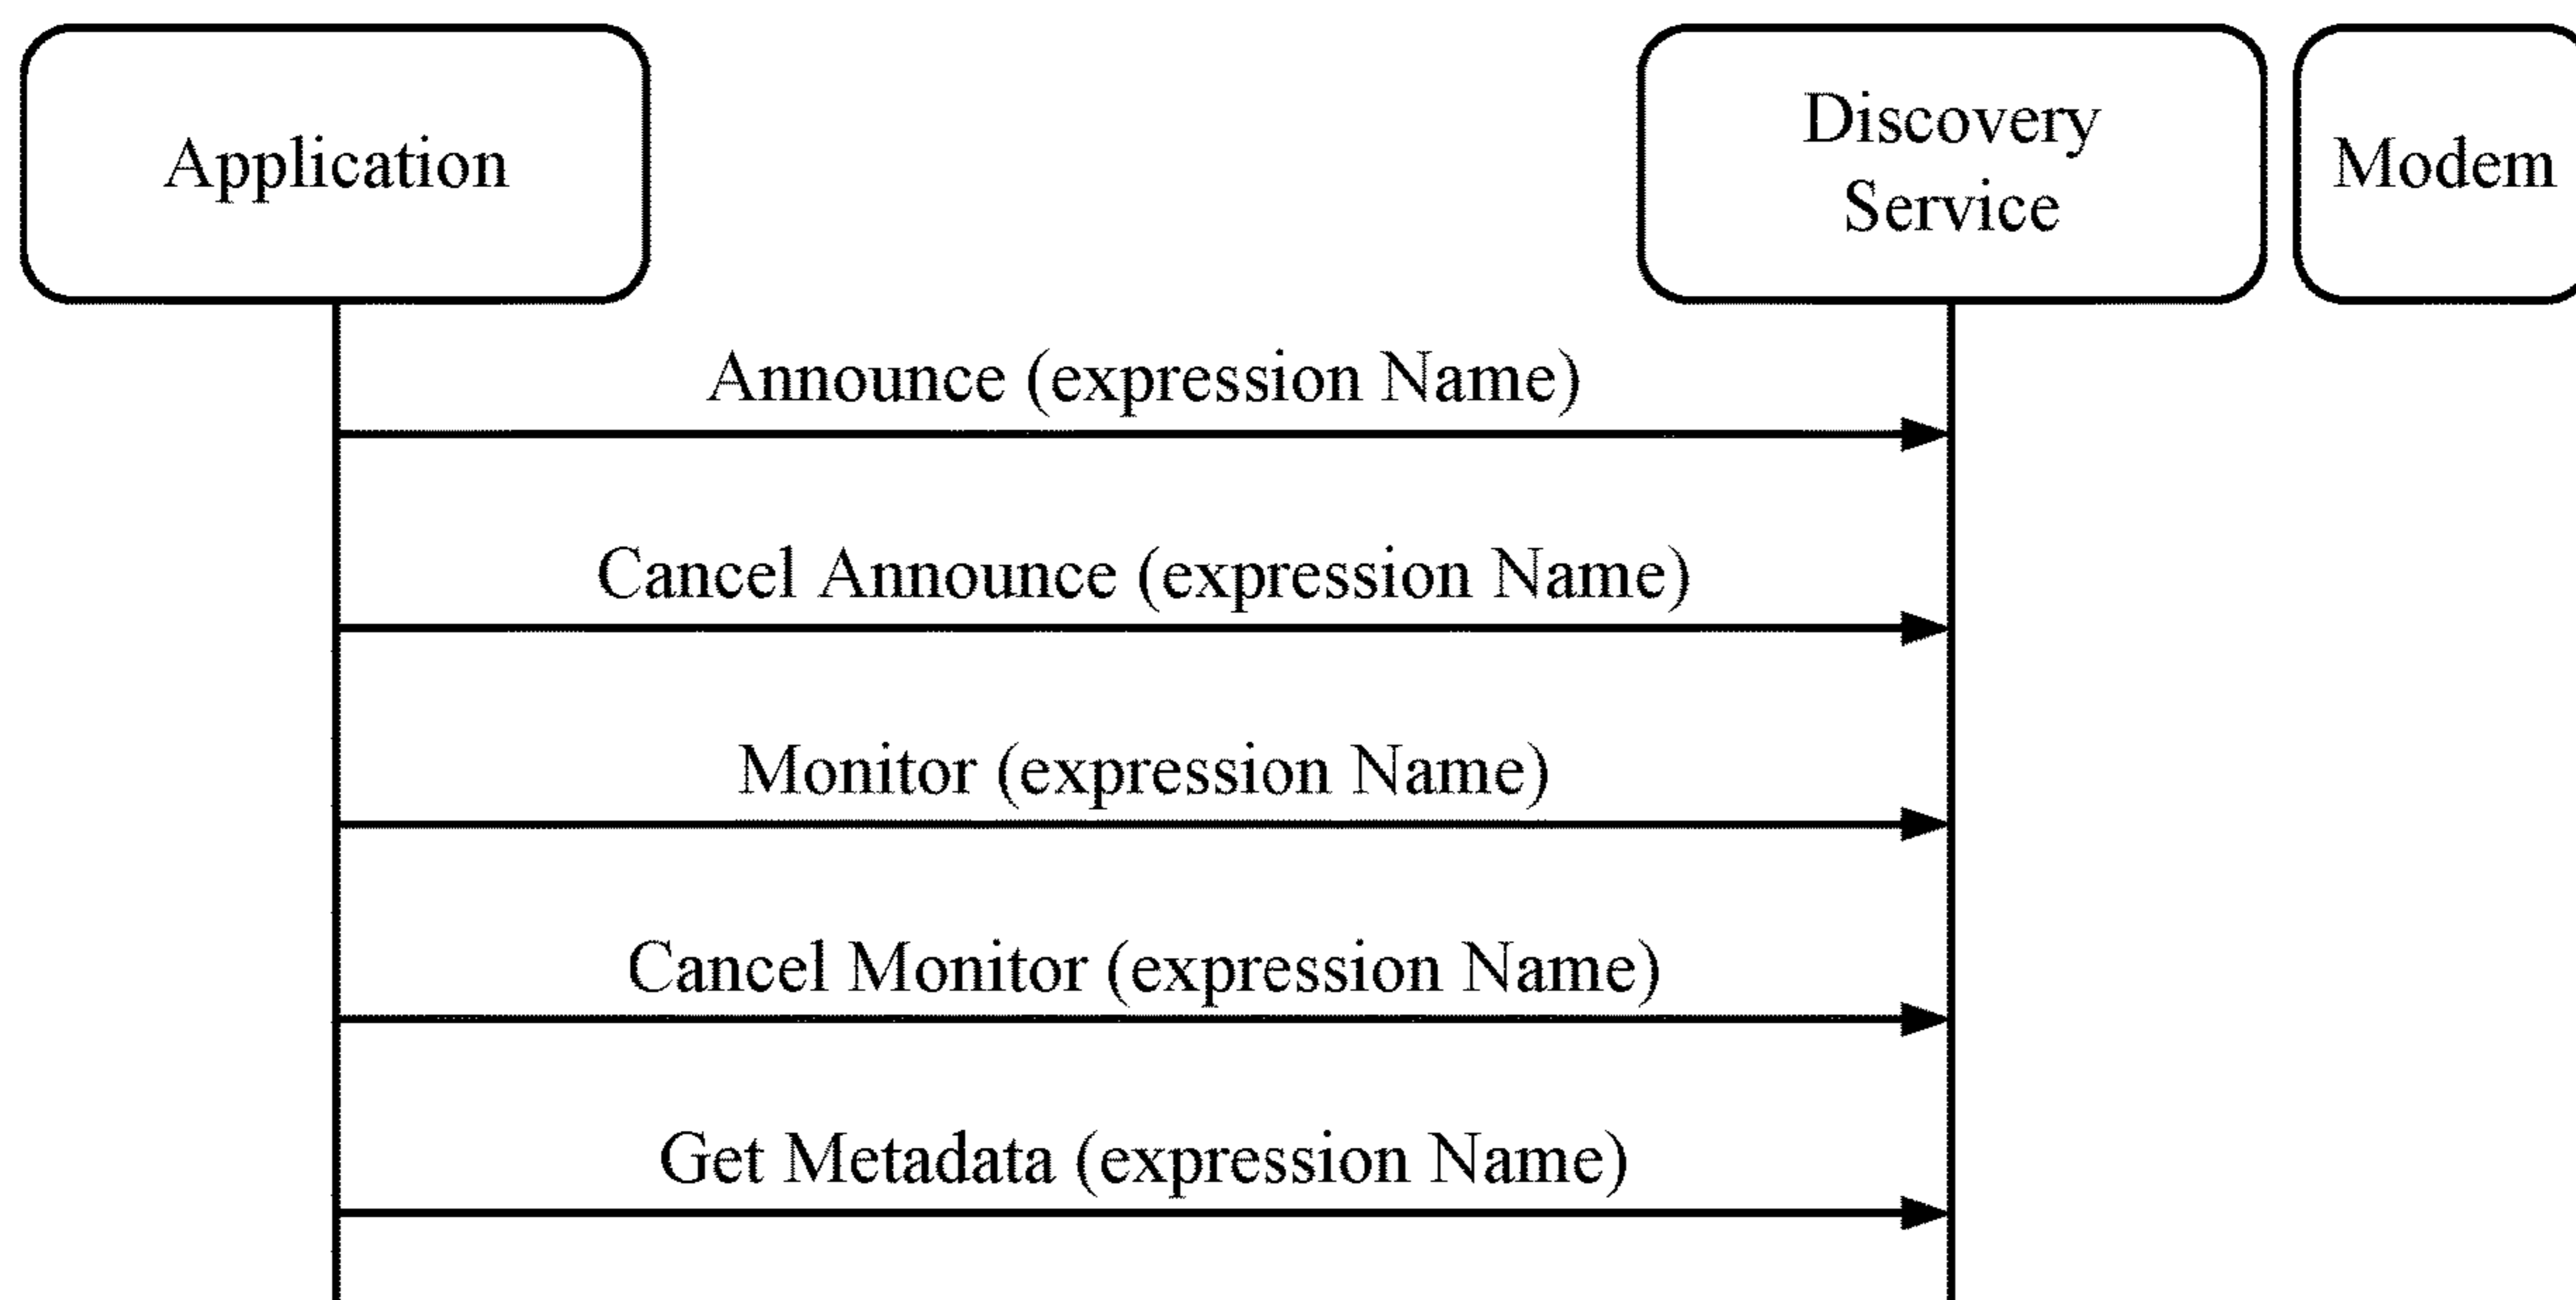 Application
Discovery
Service
Modem
Announce (expression Name)
Cancel Announce (expression Name)
Monitor (expression Name)
Cancel Monitor (expression Name)
Get Metadata (expression Name)